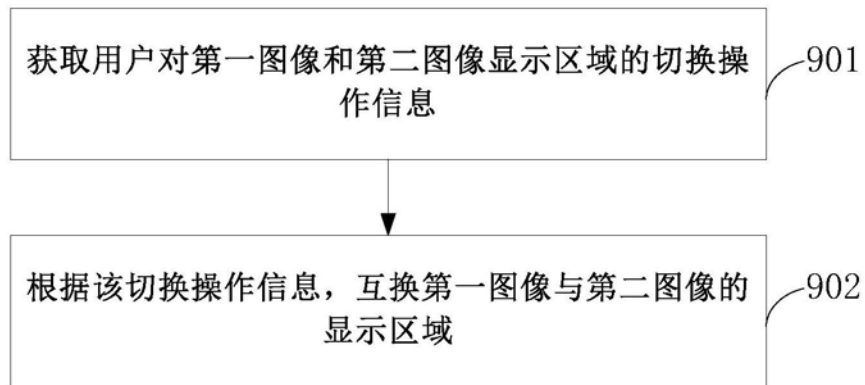 获取用户对第一图像和第二图像显示区域的切换操
作信息
901
根据该切换操作信息，互换第一图像与第二图像的
显示区域
902